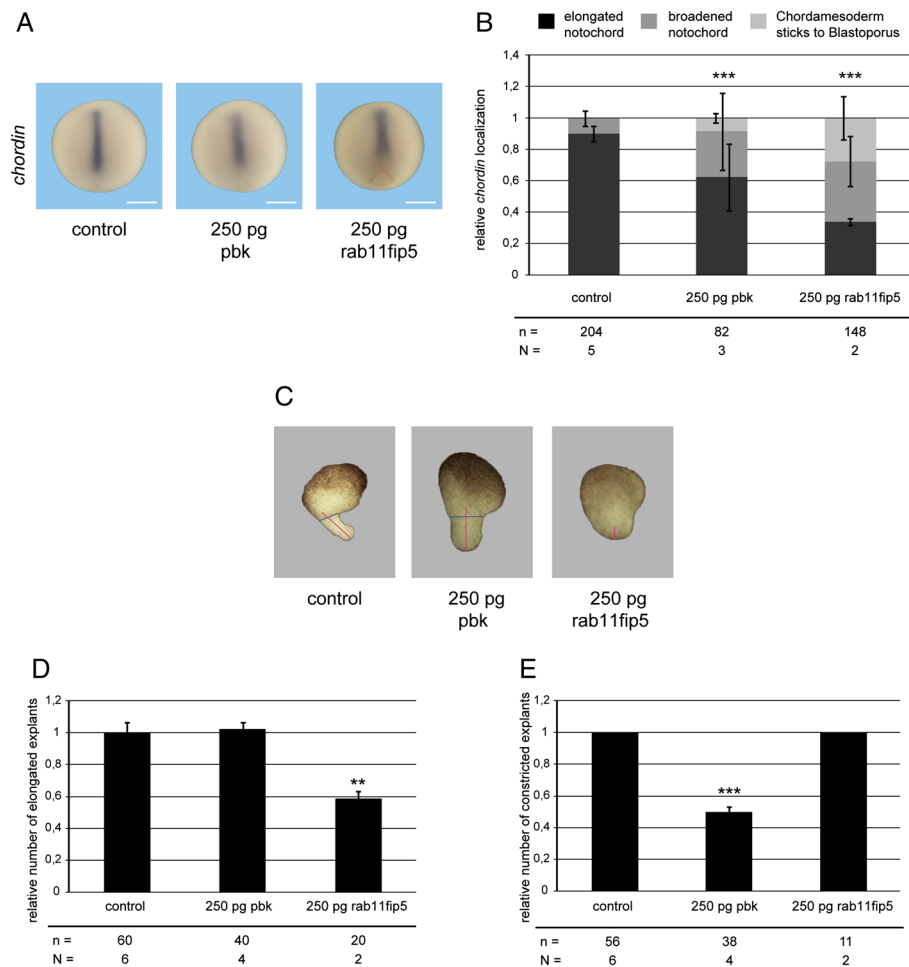 A
chordin
control
250 pg
pbk
250 pg
rab11fip5
B
elongated
notochord
broadened
notochord
Chordamesoderm
sticks to Blastoporus
relative chordin localization
1,4
1,2
1
0,8
0,6
0,4
0,2
0
***
***
control
250 pg pbk
250 pg rab11fip5
n = 204 82 148
N = 5 3 2
C
control
250 pg
pbk
250 pg
rab11fip5
D
relative number of elongated explants
1,2
1
0,8
0,6
0,4
0,2
0
**
control
250 pg pbk
250 pg rab11fip5
n = 60 40 20
N = 6 4 2
E
relative number of constricted explants
1,2
1
0,8
0,6
0,4
0,2
0
***
control
250 pg pbk
250 pg rab11fip5
n = 56 38 11
N = 6 4 2